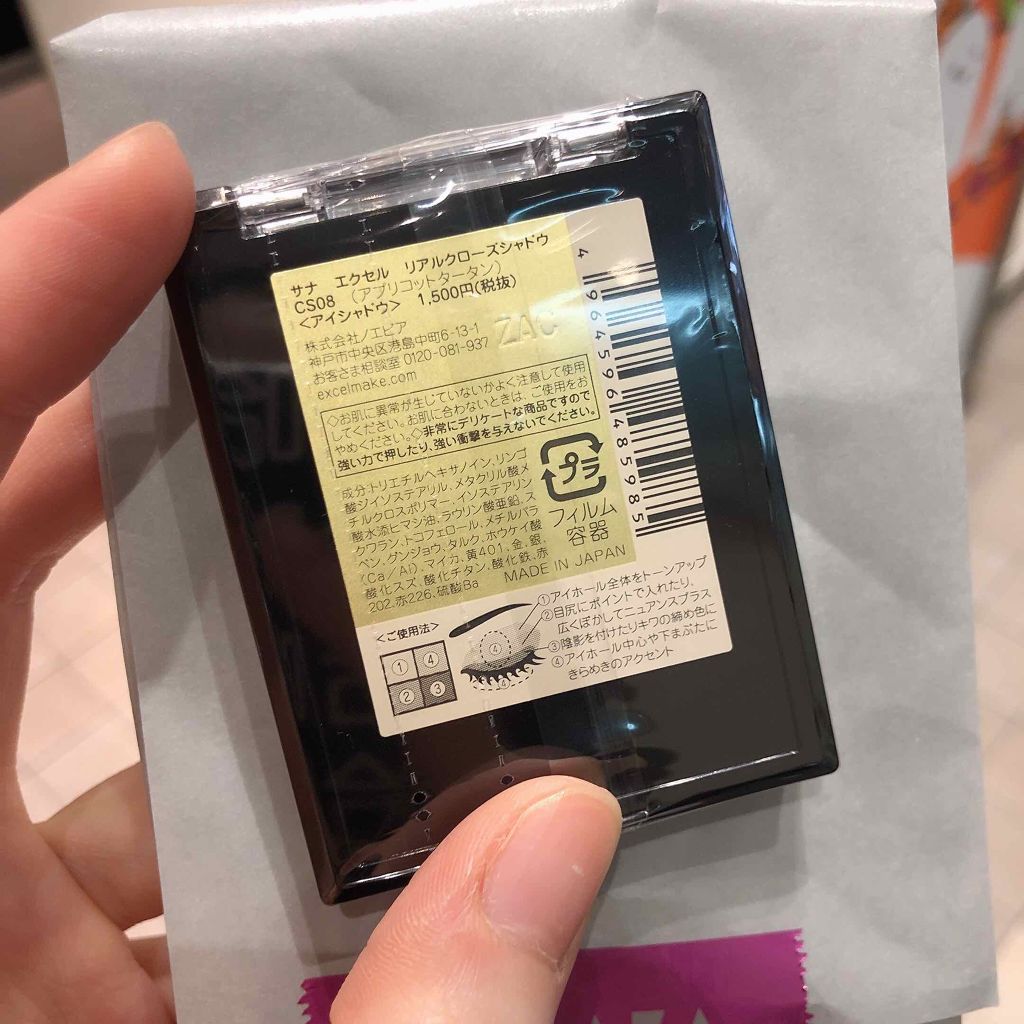 サナ エクセル リアルクローズシャドウ
CS08 (アプリコットタータン)
<アイシャドウ> 1,500円(税抜)
株式会社ノエビア
神戸市中央区港島中町6-13-1
お客さま相談室 0120-081-937
excelmake.com
ZAC
◇お肌に異常が生じていないかよく注意して使用
してください。お肌に合わないときは、ご使用をお
やめください。◇非常にデリケートな商品ですので
強い力で押したり、強い衝撃を与えないでください。
成分:トリエチルヘキサノイン、リンゴ
酸ジイソステアリル、メタクリル酸メ
チルクロスポリマー、イソステアリン
酸水添ヒマシ油、ラウリン酸亜鉛、ス
クワラン、トコフェロール、メチルパラ
ベン、ゲンジョウ、タルク、ホウケイ酸
(Ca/Al)、マイカ、黄401、金、銀、
酸化スズ、酸化チタン、酸化鉄、赤
202、赤226、硫酸Ba
プラ
フィルム
容器
MADE IN JAPAN
4 964596 485985
<ご使用法>
① ④
② ③
④
④
①アイホール全体をトーンアップ
②目尻にポイントで入れたり、
広くぼかしてニュアンスプラス
③陰影を付けたりキワの締め色に
④アイホール中心や下まぶたに
きらめきのアクセント